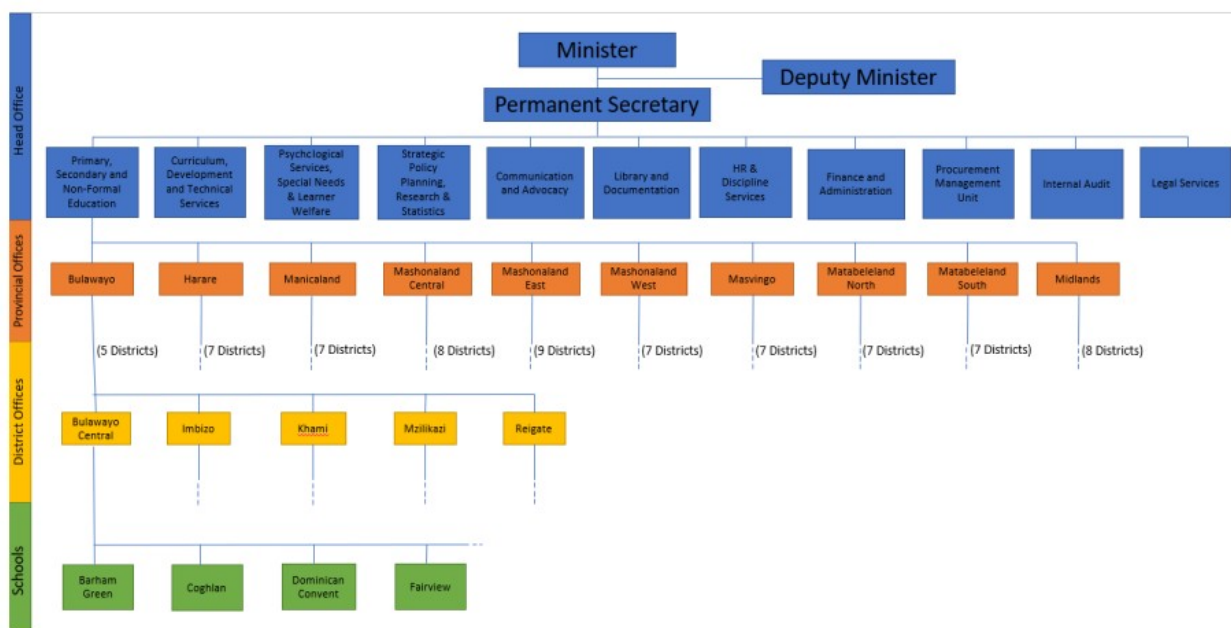 Minister
Deputy Minister
Permanent Secretary
Head Office
Primary,
Secondary and
Non-Formal
Education
Curriculum,
Development
and Technical
Services
Psychological
Services,
Special Needs
& Learner
Welfare
Strategic
Policy
Planning,
Research &
Statistics
Communication
and Advocacy
Library and
Documentation
HR &
Discipline
Services
Finance and
Administration
Procurement
Management
Unit
Internal Audit
Legal Services
Provincial Offices
Bulawayo
Harare
Manicaland
Mashonaland
Central
Mashonaland
East
Mashonaland
West
Masvingo
Matabeleland
North
Matabeleland
South
Midlands
(5 Districts)
(7 Districts)
(7 Districts)
(8 Districts)
(9 Districts)
(7 Districts)
(7 Districts)
(7 Districts)
(7 Districts)
(8 Districts)
District Offices
Bulawayo
Central
Imbizo
Khami
Mzilikazi
Reigate
Schools
Barham
Green
Coghlan
Dominican
Convent
Fairview